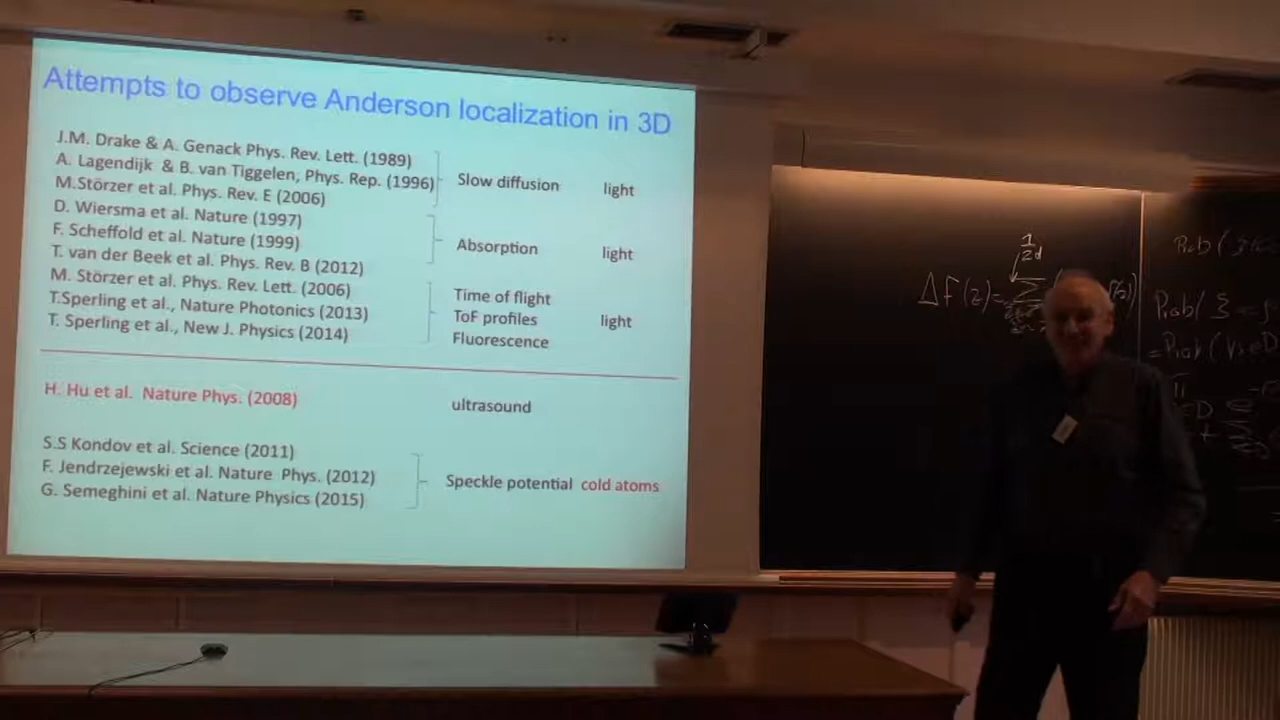 Attempts to observe Anderson localization in 3D
J.M. Drake & A. Genack Phys. Rev. Lett. (1989)
A. Lagendijk & B. van Tiggelen, Phys. Rep. (1996)
M.Störzer et al. Phys. Rev. E (2006)
Slow diffusion light
D. Wiersma et al. Nature (1997)
F. Scheffold et al. Nature (1999)
T. van der Beek et al. Phys. Rev. B (2012)
Absorption light
M. Störzer et al. Phys. Rev. Lett. (2006)
T.Sperling et al., Nature Photonics (2013)
T. Sperling et al., New J. Physics (2014)
Time of flight
ToF profiles light
Fluorescence
H. Hu et al. Nature Phys. (2008) ultrasound
S.S Kondov et al. Science (2011)
F. Jendrzejewski et al. Nature Phys. (2012)
G. Semeghini et al. Nature Physics (2015)
Speckle potential cold atoms
1/2d
Δf(z)= Σ
Prob(
Prob( ξ =
=Prob(